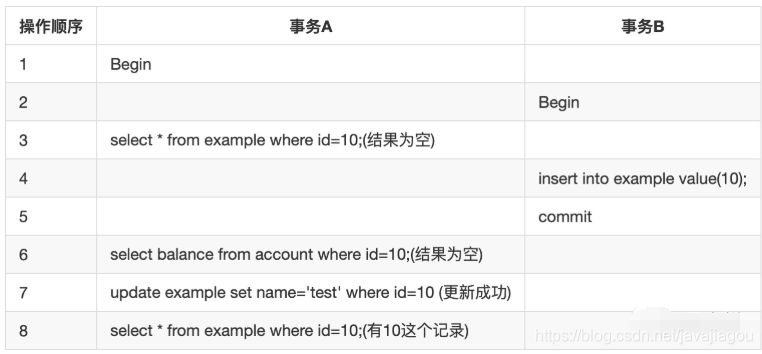 操作顺序 事务A 事务B
1 Begin
2 Begin
3 select * from example where id=10;(结果为空)
4 insert into example value(10);
5 commit
6 select balance from account where id=10;(结果为空)
7 update example set name='test' where id=10 (更新成功)
8 select * from example where id=10;(有10这个记录)
https://blog.csdn.net/javajiagou